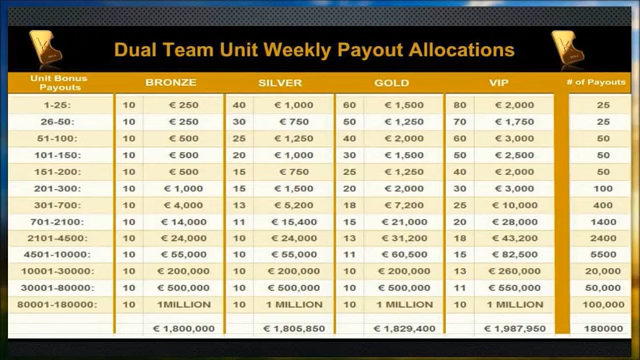 Dual Team Unit Weekly Payout Allocations
Unit Bonus Payouts BRONZE SILVER GOLD VIP # of Payouts
1-25: 10 € 250 40 € 1,000 60 € 1,500 80 € 2,000 25
26-50: 10 € 250 30 € 750 50 € 1,250 70 € 1,750 25
51-100: 10 € 500 25 € 1,250 40 € 2,000 60 € 3,000 50
101-150: 10 € 500 20 € 1,000 30 € 1,500 50 € 2,500 50
151-200: 10 € 500 15 € 750 25 € 1,250 40 € 2,000 50
201-300: 10 € 1,000 15 € 1,500 20 € 2,000 30 € 3,000 100
301-700: 10 € 4,000 13 € 5,200 18 € 7,200 25 € 10,000 400
701-2100: 10 € 14,000 11 € 15,400 15 € 21,000 20 € 28,000 1400
2101-4500: 10 € 24,000 10 € 24,000 13 € 31,200 18 € 43,200 2400
4501-10000: 10 € 55,000 10 € 55,000 11 € 60,500 15 € 82,500 5500
10001-30000: 10 € 200,000 10 € 200,000 10 € 200,000 13 € 260,000 20,000
30001-80000: 10 € 500,000 10 € 500,000 10 € 500,000 11 € 550,000 50,000
80001-180000: 10 1MILLION 10 1 MILLION 10 1 MILLION 10 1 MILLION 100,000
€ 1,800,000 € 1,805,850 € 1,829,400 € 1,987,950 180000